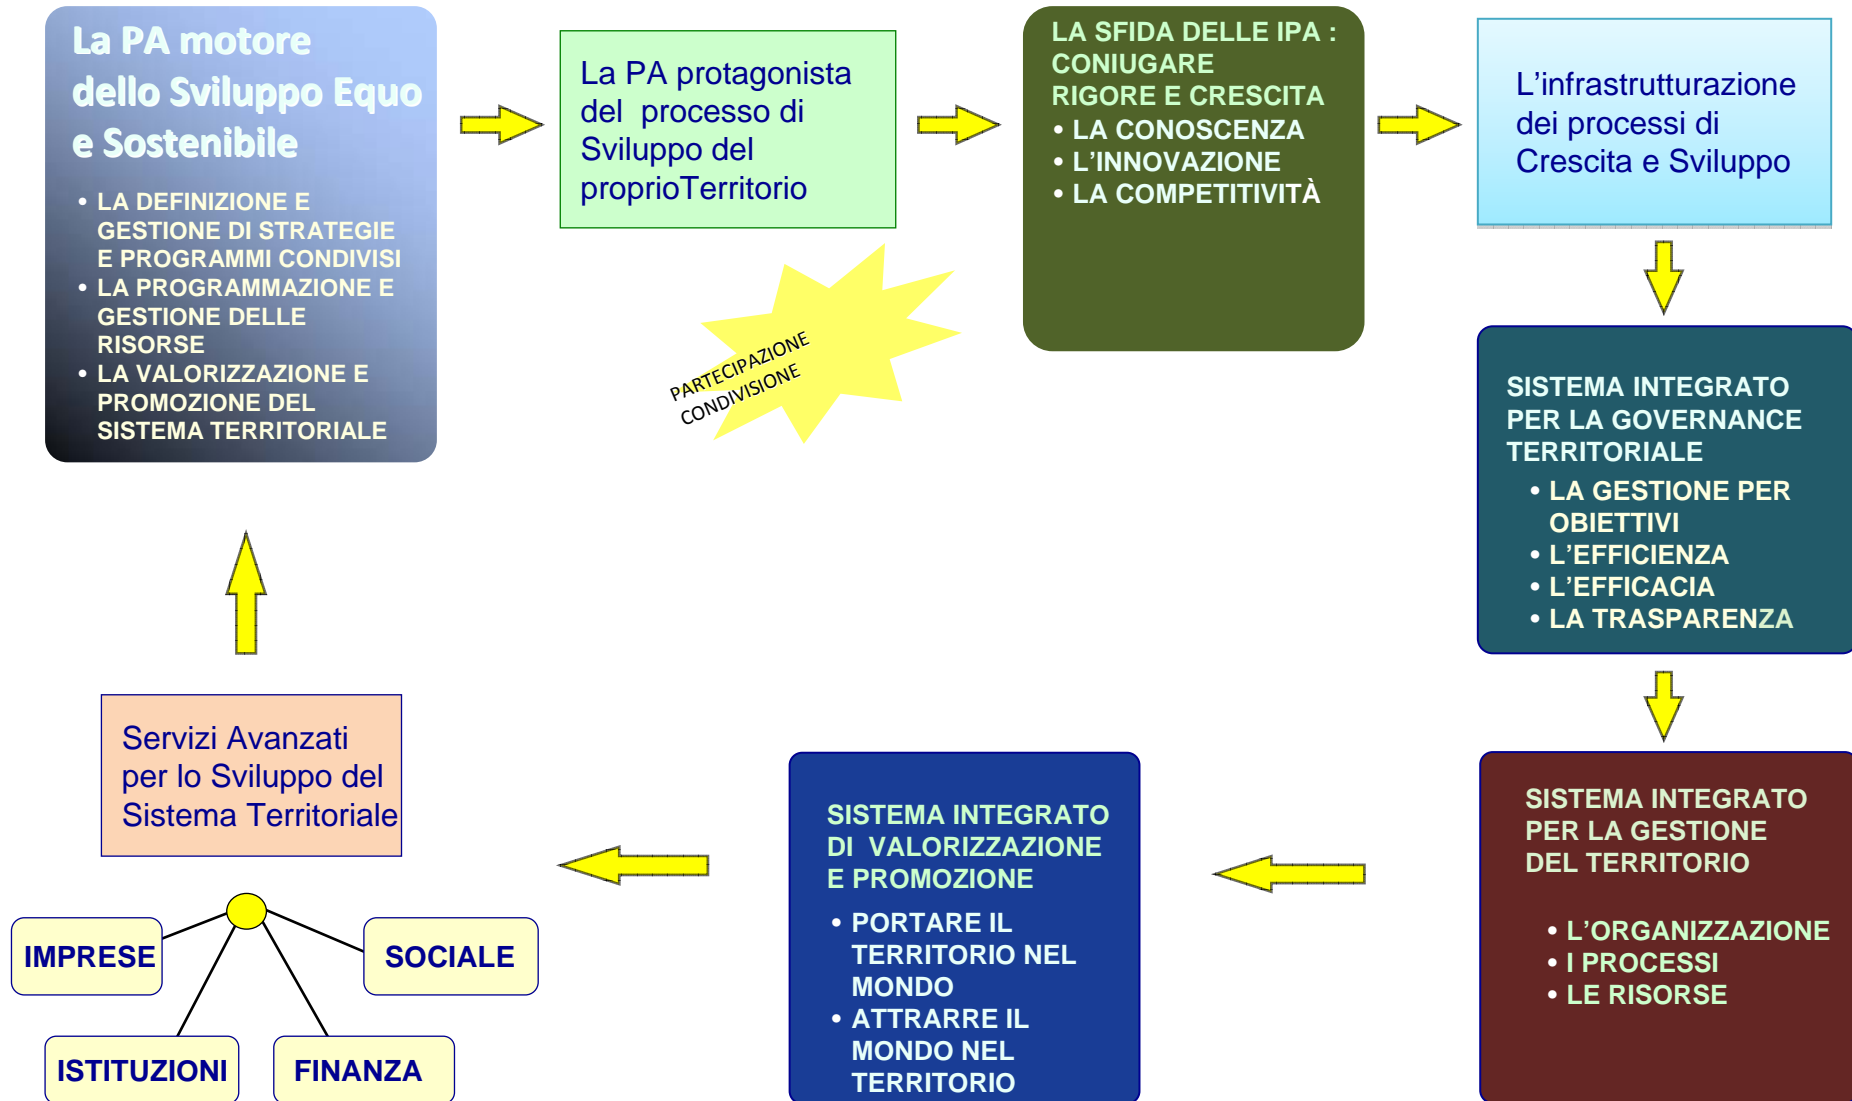 La PA motore
dello Sviluppo Equo
e Sostenibile
• LA DEFINIZIONE E
GESTIONE DI STRATEGIE
E PROGRAMMI CONDIVISI
• LA PROGRAMMAZIONE E
GESTIONE DELLE
RISORSE
• LA VALORIZZAZIONE E
PROMOZIONE DEL
SISTEMA TERRITORIALE
La PA protagonista
del processo di
Sviluppo del
proprioTerritorio
PARTECIPAZIONE
CONDIVISIONE
LA SFIDA DELLE IPA :
CONIUGARE
RIGORE E CRESCITA
• LA CONOSCENZA
• L'INNOVAZIONE
• LA COMPETITIVITÀ
L'infrastrutturazione
dei processi di
Crescita e Sviluppo
SISTEMA INTEGRATO
PER LA GOVERNANCE
TERRITORIALE
• LA GESTIONE PER
OBIETTIVI
• L'EFFICIENZA
• L'EFFICACIA
• LA TRASPARENZA
SISTEMA INTEGRATO
PER LA GESTIONE
DEL TERRITORIO
• L'ORGANIZZAZIONE
• I PROCESSI
• LE RISORSE
SISTEMA INTEGRATO
DI VALORIZZAZIONE
E PROMOZIONE
• PORTARE IL
TERRITORIO NEL
MONDO
• ATTRARRE IL
MONDO NEL
TERRITORIO
Servizi Avanzati
per lo Sviluppo del
Sistema Territoriale
IMPRESE
SOCIALE
ISTITUZIONI
FINANZA